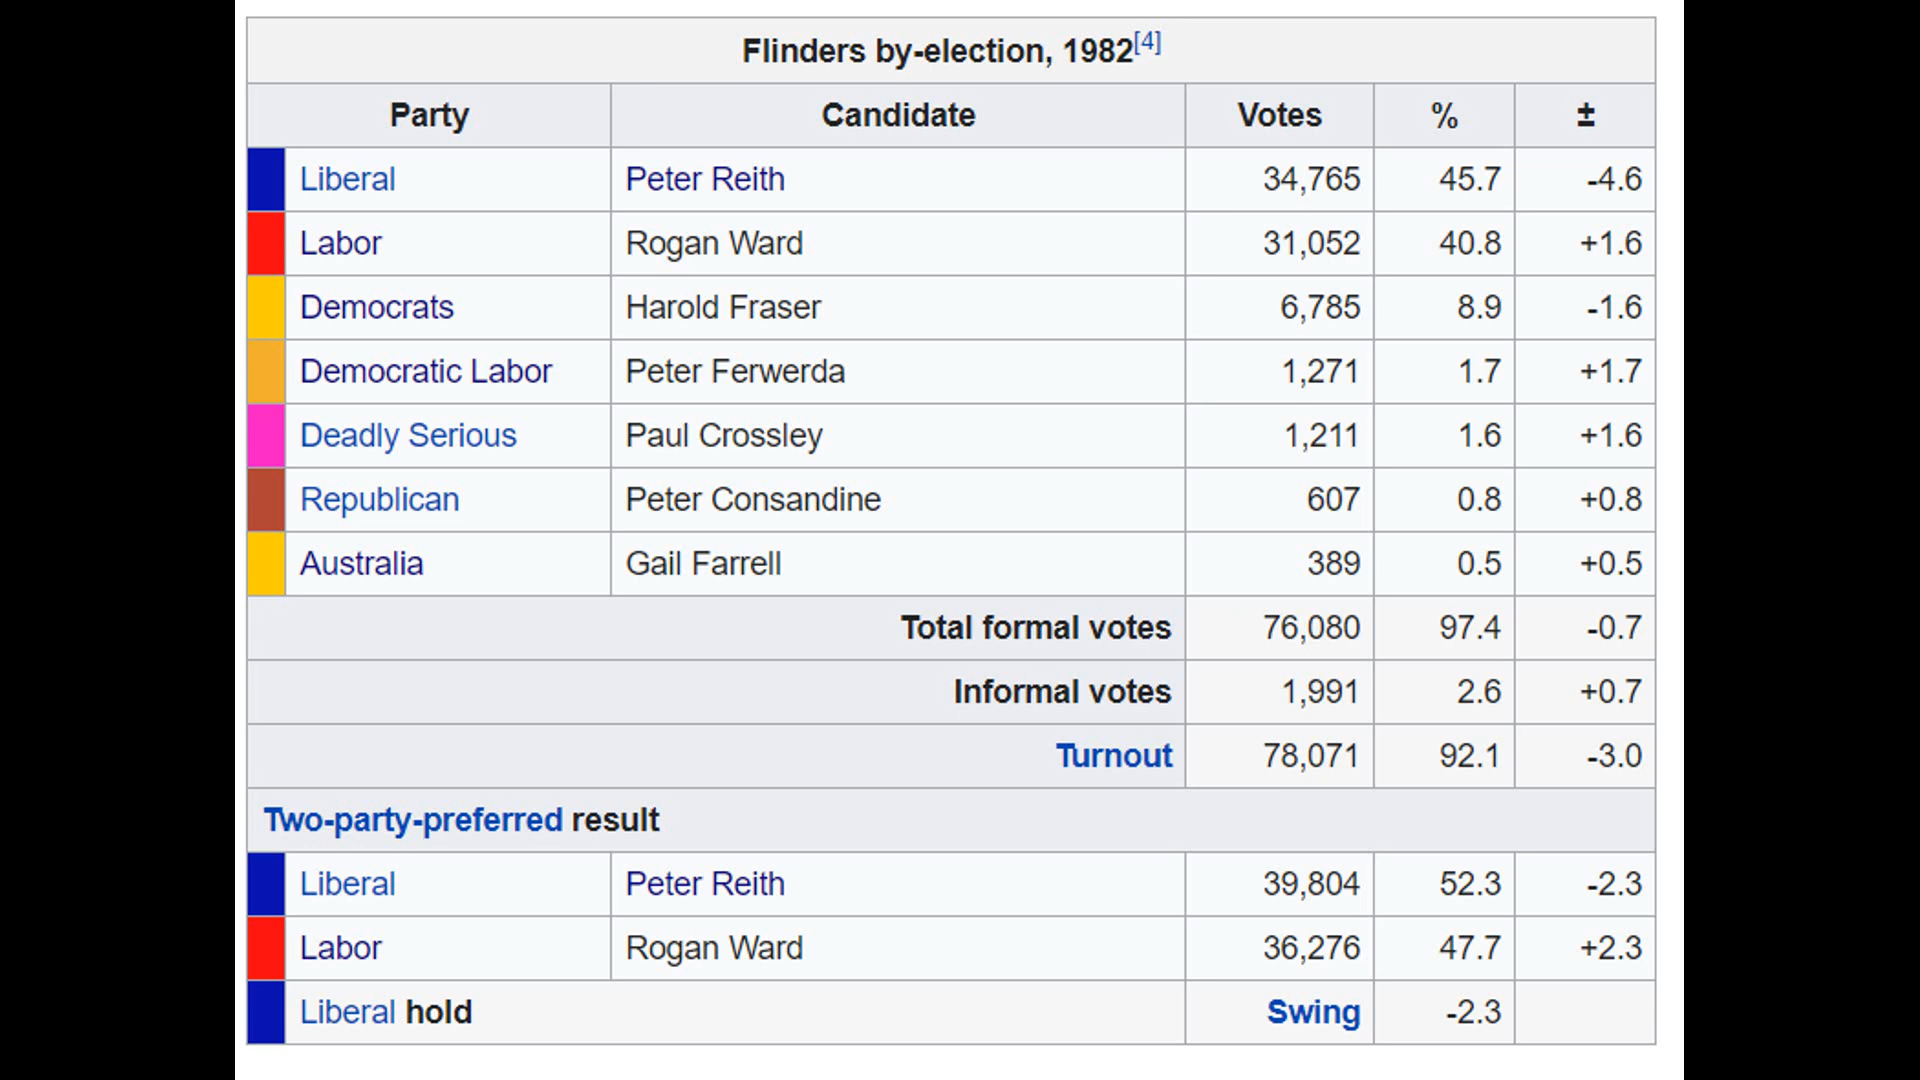 Flinders by-election, 1982[4]
Party Candidate Votes % ±
Liberal Peter Reith 34,765 45.7 -4.6
Labor Rogan Ward 31,052 40.8 +1.6
Democrats Harold Fraser 6,785 8.9 -1.6
Democratic Labor Peter Ferwerda 1,271 1.7 +1.7
Deadly Serious Paul Crossley 1,211 1.6 +1.6
Republican Peter Consandine 607 0.8 +0.8
Australia Gail Farrell 389 0.5 +0.5
Total formal votes 76,080 97.4 -0.7
Informal votes 1,991 2.6 +0.7
Turnout 78,071 92.1 -3.0
Two-party-preferred result
Liberal Peter Reith 39,804 52.3 -2.3
Labor Rogan Ward 36,276 47.7 +2.3
Liberal hold Swing -2.3